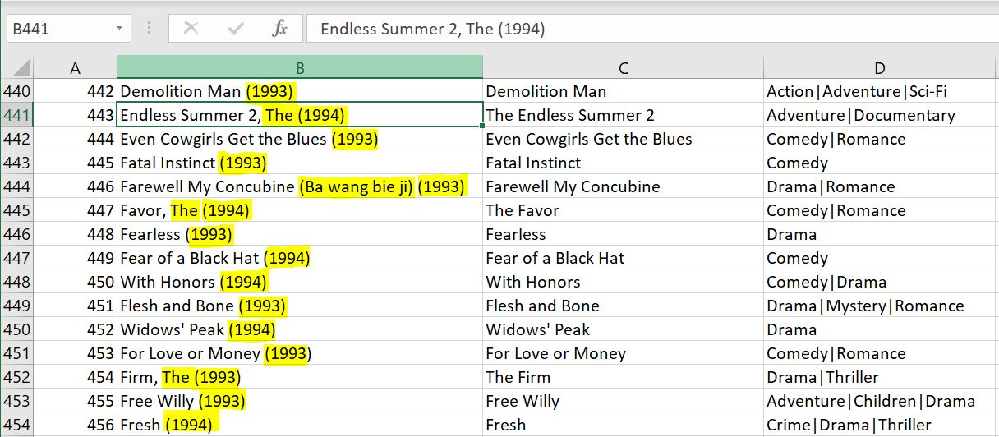 B441 fx Endless Summer 2, The (1994)
A B C D
440 442 Demolition Man (1993) Demolition Man Action|Adventure|Sci-Fi
441 443 Endless Summer 2, The (1994) The Endless Summer 2 Adventure|Documentary
442 444 Even Cowgirls Get the Blues (1993) Even Cowgirls Get the Blues Comedy|Romance
443 445 Fatal Instinct (1993) Fatal Instinct Comedy
444 446 Farewell My Concubine (Ba wang bie ji) (1993) Farewell My Concubine Drama|Romance
445 447 Favor, The (1994) The Favor Comedy|Romance
446 448 Fearless (1993) Fearless Drama
447 449 Fear of a Black Hat (1994) Fear of a Black Hat Comedy
448 450 With Honors (1994) With Honors Comedy|Drama
449 451 Flesh and Bone (1993) Flesh and Bone Drama|Mystery|Romance
450 452 Widows' Peak (1994) Widows' Peak Drama
451 453 For Love or Money (1993) For Love or Money Comedy|Romance
452 454 Firm, The (1993) The Firm Drama|Thriller
453 455 Free Willy (1993) Free Willy Adventure|Children|Drama
454 456 Fresh (1994) Fresh Crime|Drama|Thriller